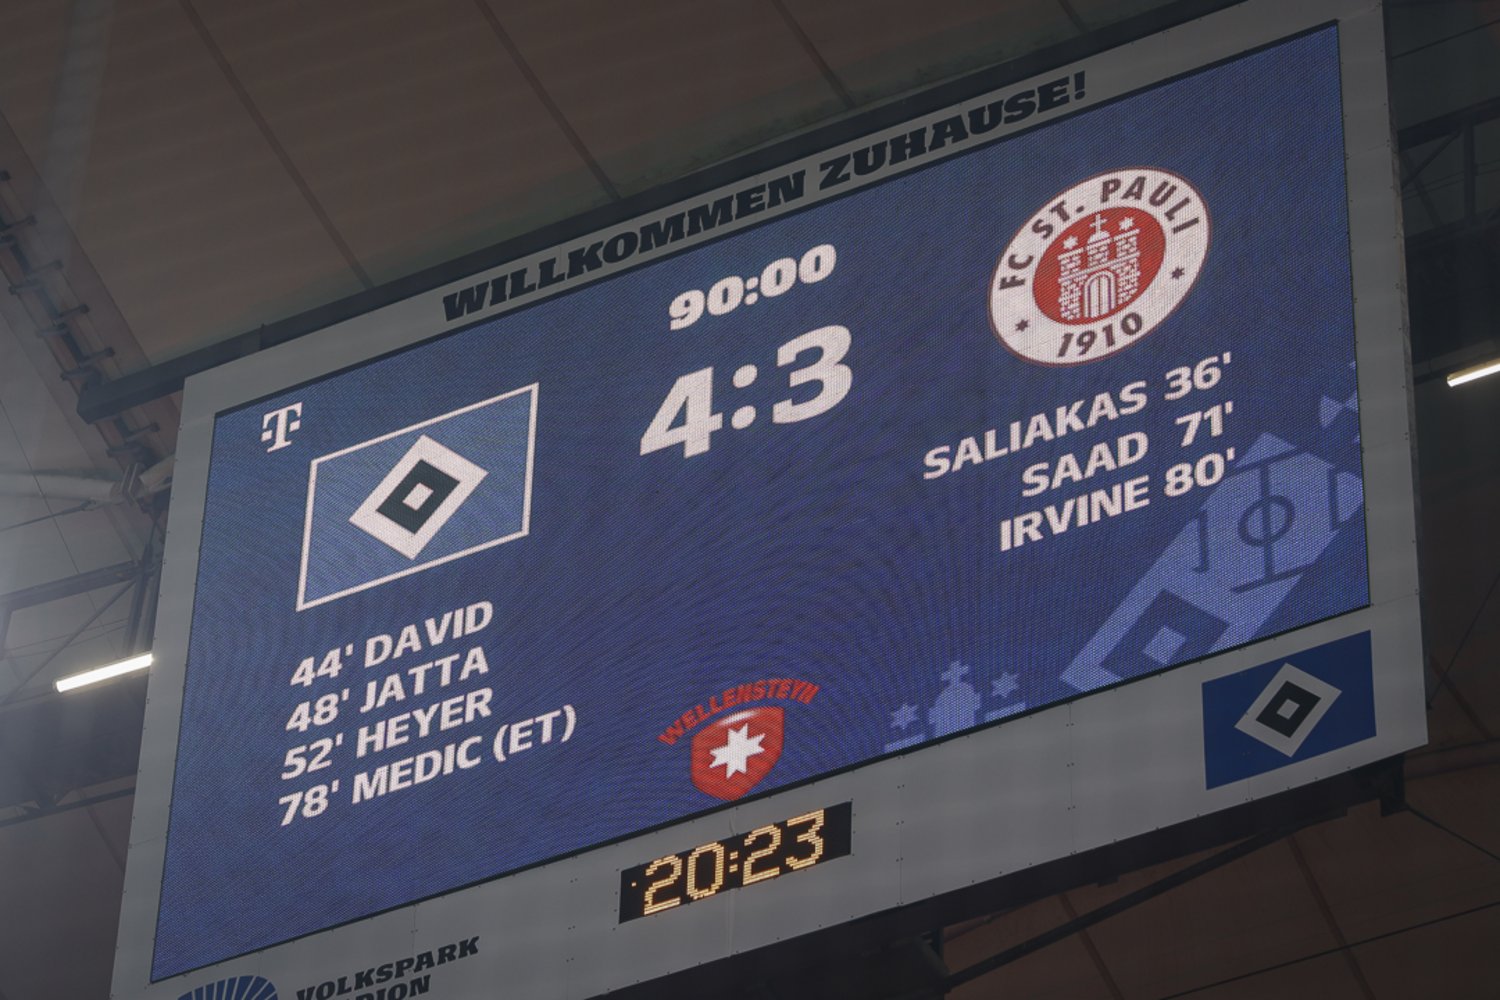 WILLKOMMEN ZUHAUSE!
90:00
4:3
T
FC ST. PAULI
1910
SALIAKAS 36'
SAAD 71'
IRVINE 80'
44' DAVID
48' JATTA
52' HEYER
78' MEDIC (ET)
WELLENSTEYN
20:23
VOLKSPARK